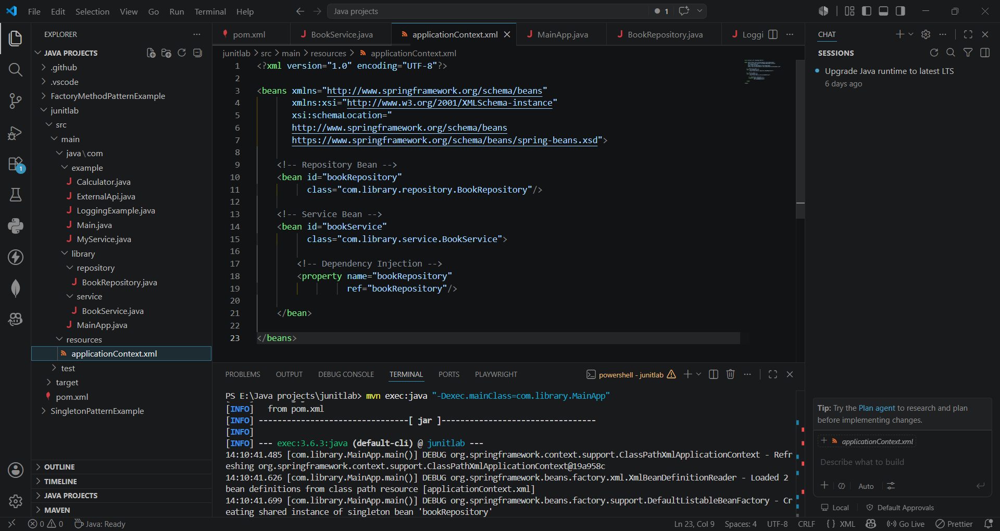 File Edit Selection View Go Run Terminal Help
Java projects
1
EXPLORER
JAVA PROJECTS
.github
.vscode
FactoryMethodPatternExample
junitlab
src
main
java\com
example
Calculator.java
ExternalApi.java
LoggingExample.java
Main.java
MyService.java
library
repository
BookRepository.java
service
BookService.java
MainApp.java
resources
applicationContext.xml
test
target
pom.xml
SingletonPatternExample
OUTLINE
TIMELINE
JAVA PROJECTS
MAVEN
1
pom.xml BookService.java applicationContext.xml MainApp.java BookRepository.java Loggi
junitlab > src > main > resources > applicationContext.xml
1 <?xml version="1.0" encoding="UTF-8"?>
2
3 <beans xmlns="http://www.springframework.org/schema/beans"
4 xmlns:xsi="http://www.w3.org/2001/XMLSchema-instance"
5 xsi:schemaLocation="
6 http://www.springframework.org/schema/beans
7 https://www.springframework.org/schema/beans/spring-beans.xsd">
8
9 <!-- Repository Bean -->
10 <bean id="bookRepository"
11 class="com.library.repository.BookRepository"/>
12
13 <!-- Service Bean -->
14 <bean id="bookService"
15 class="com.library.service.BookService">
16
17 <!-- Dependency Injection -->
18 <property name="bookRepository"
19 ref="bookRepository"/>
20
21 </bean>
22
23 </beans>
PROBLEMS OUTPUT DEBUG CONSOLE TERMINAL PORTS PLAYWRIGHT
powershell - junitlab
PS E:\Java projects\junitlab> mvn exec:java "-Dexec.mainClass=com.library.MainApp"
[INFO]   from pom.xml
[INFO] ------------------------------[ jar ]-------------------------------
[INFO]
[INFO] --- exec:3.6.3:java (default-cli) @ junitlab ---
14:10:41.485 [com.library.MainApp.main()] DEBUG org.springframework.context.support.ClassPathXmlApplicationContext - Refr
eshing org.springframework.context.support.ClassPathXmlApplicationContext@19a958c
14:10:41.626 [com.library.MainApp.main()] DEBUG org.springframework.beans.factory.xml.XmlBeanDefinitionReader - Loaded 2
bean definitions from class path resource [applicationContext.xml]
14:10:41.699 [com.library.MainApp.main()] DEBUG org.springframework.beans.factory.support.DefaultListableBeanFactory - Cr
eating shared instance of singleton bean 'bookRepository'
CHAT
SESSIONS
Upgrade Java runtime to latest LTS
6 days ago
Tip: Try the Plan agent to research and plan
before implementing changes.
applicationContext.xml
Describe what to build
Auto
Local Default Approvals
0 0 Java: Ready
Ln 23, Col 9 Spaces: 4 UTF-8 CRLF {} XML Go Live Prettier